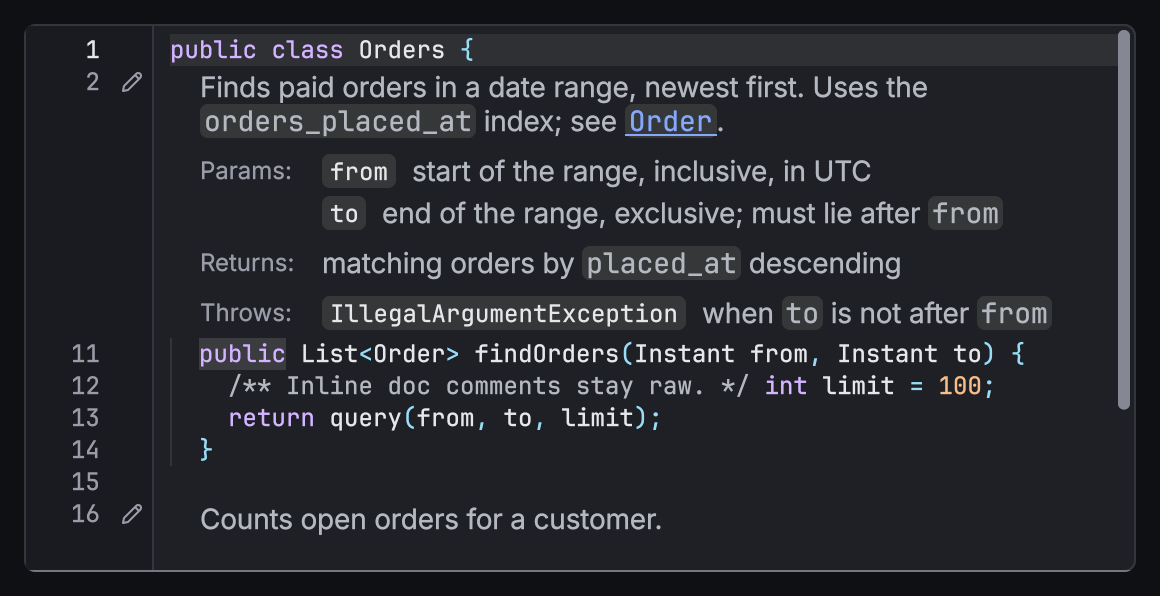 1 public class Orders {
2 Finds paid orders in a date range, newest first. Uses the
orders_placed_at index; see Order.
Params: from start of the range, inclusive, in UTC
to end of the range, exclusive; must lie after from
Returns: matching orders by placed_at descending
Throws: IllegalArgumentException when to is not after from
11 public List<Order> findOrders(Instant from, Instant to) {
12 /** Inline doc comments stay raw. */ int limit = 100;
13 return query(from, to, limit);
14 }
15
16 Counts open orders for a customer.